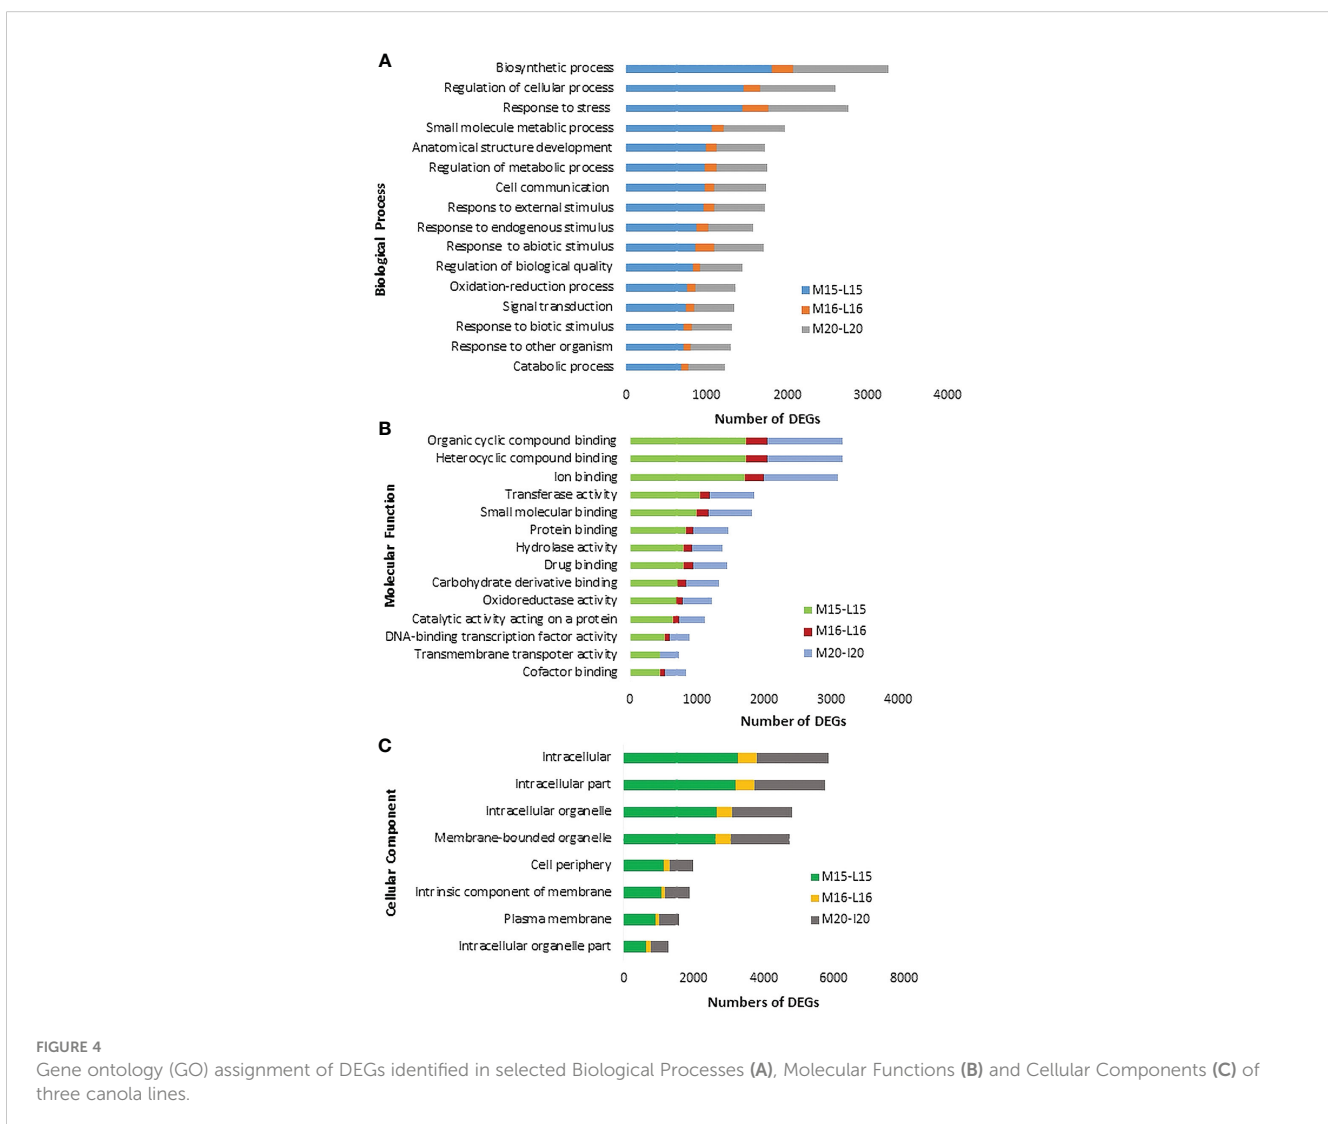 A
Biological Process
Biosynthetic process
Regulation of cellular process
Response to stress
Small molecule metablic process
Anatomical structure development
Regulation of metabolic process
Cell communication
Respons to external stimulus
Response to endogenous stimulus
Response to abiotic stimulus
Regulation of biological quality
Oxidation-reduction process
Signal transduction
Response to biotic stimulus
Response to other organism
Catabolic process
M15-L15
M16-L16
M20-L20
0 1000 2000 3000 4000
Number of DEGs
B
Molecular Function
Organic cyclic compound binding
Heterocyclic compound binding
Ion binding
Transferase activity
Small molecular binding
Protein binding
Hydrolase activity
Drug binding
Carbohydrate derivative binding
Oxidoreductase activity
Catalytic activity acting on a protein
DNA-binding transcription factor activity
Transmembrane transpoter activity
Cofactor binding
M15-L15
M16-L16
M20-I20
0 1000 2000 3000 4000
Number of DEGs
C
Cellular Component
Intracellular
Intracellular part
Intracellular organelle
Membrane-bounded organelle
Cell periphery
Intrinsic component of membrane
Plasma membrane
Intracellular organelle part
M15-L15
M16-L16
M20-I20
0 2000 4000 6000 8000
Numbers of DEGs
FIGURE 4
Gene ontology (GO) assignment of DEGs identified in selected Biological Processes (A), Molecular Functions (B) and Cellular Components (C) of
three canola lines.